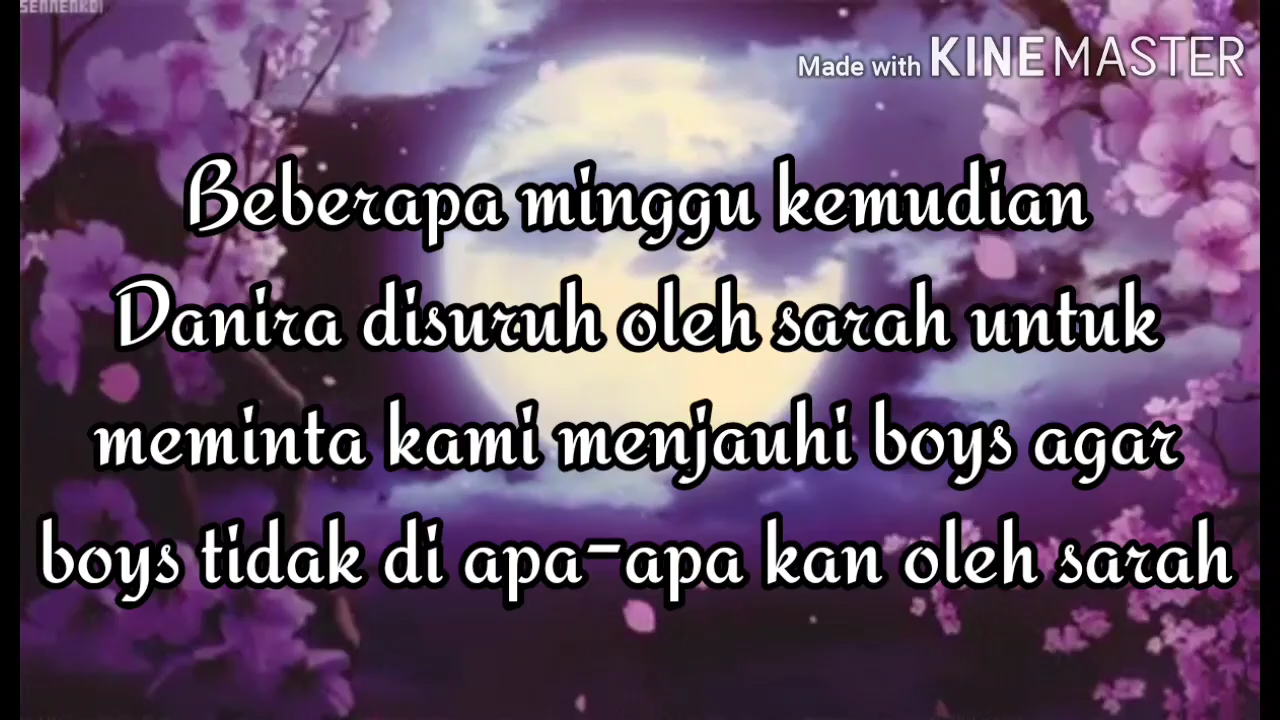 SENNENKOI
Made with KINEMASTER
Beberapa minggu kemudian
Danira disuruh oleh sarah untuk
meminta kami menjauhi boys agar
boys tidak di apa-apa kan oleh sarah